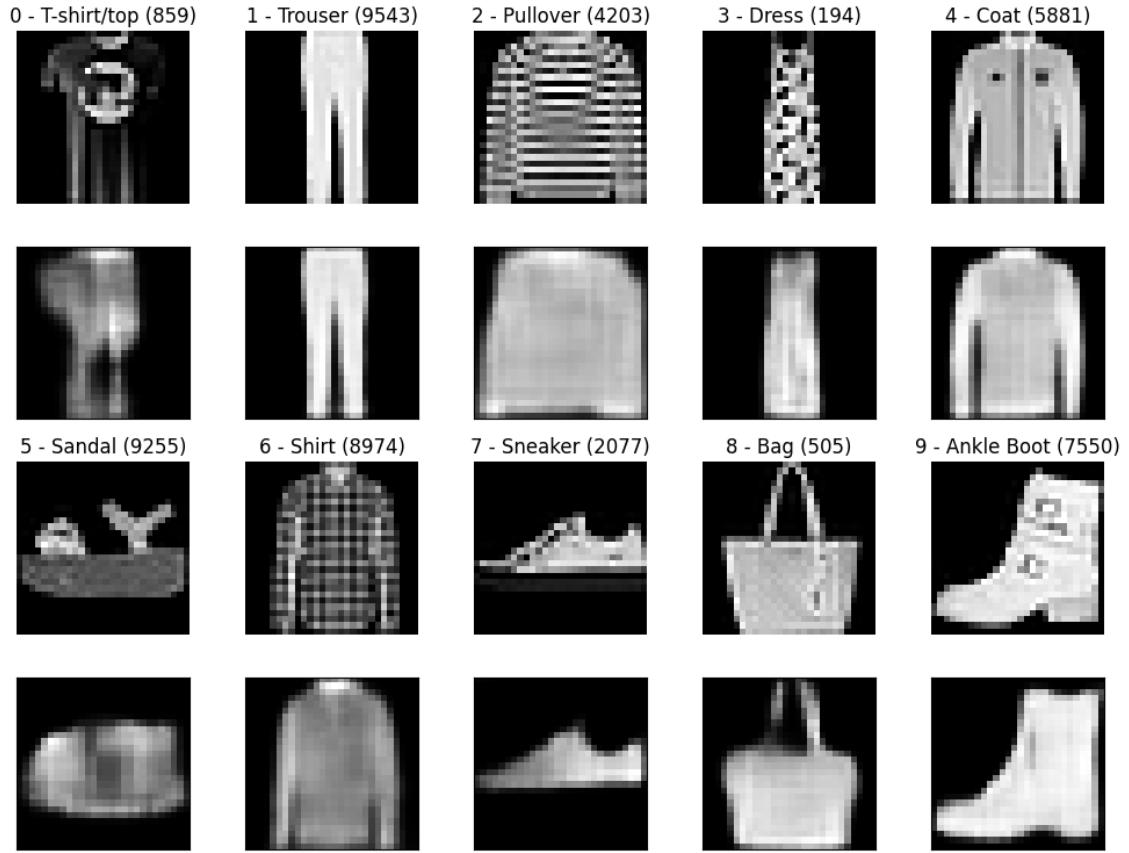 0 - T-shirt/top (859)
1 - Trouser (9543)
2 - Pullover (4203)
3 - Dress (194)
4 - Coat (5881)
5 - Sandal (9255)
6 - Shirt (8974)
7 - Sneaker (2077)
8 - Bag (505)
9 - Ankle Boot (7550)